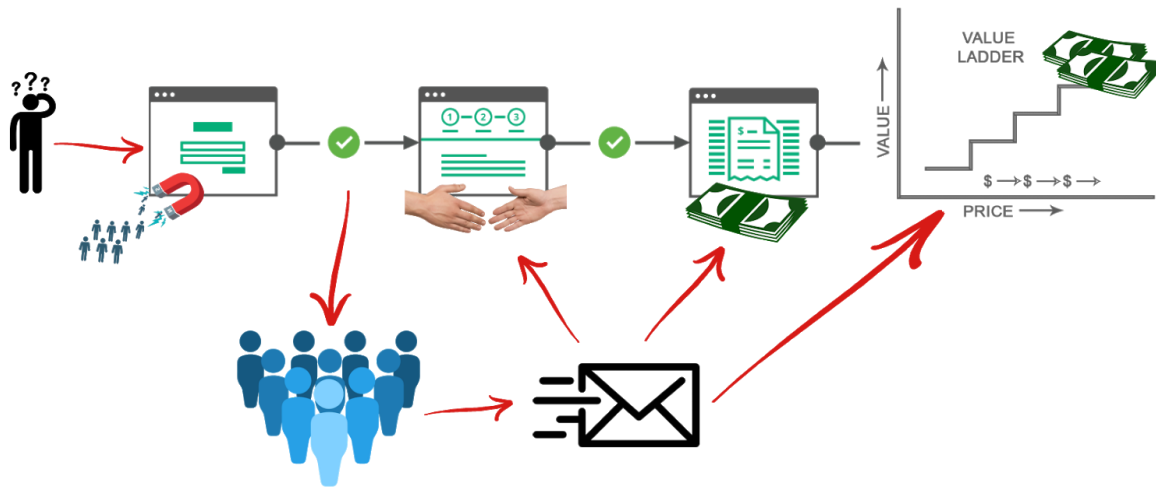 ? ? ?
1 2 3
$
VALUE
LADDER
VALUE →
$ → $ → $ →
PRICE →